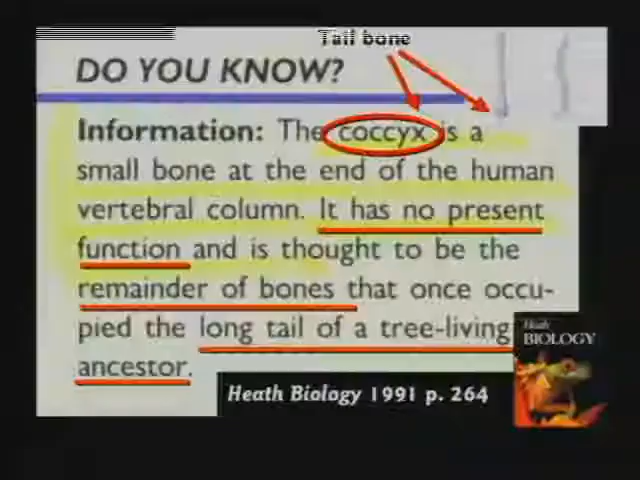 Tail bone
DO YOU KNOW?
Information: The coccyx is a
small bone at the end of the human
vertebral column. It has no present
function and is thought to be the
remainder of bones that once occu-
pied the long tail of a tree-living
ancestor.
Heath
BIOLOGY
Heath Biology 1991 p. 264